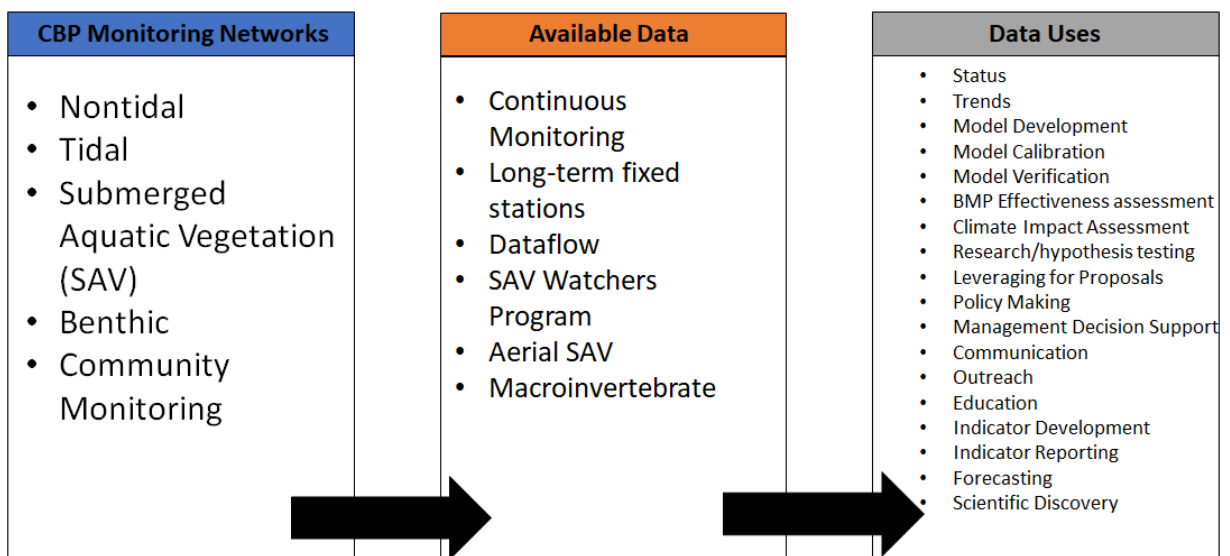 CBP Monitoring Networks
• Nontidal
• Tidal
• Submerged
Aquatic Vegetation
(SAV)
• Benthic
• Community
Monitoring
Available Data
• Continuous
Monitoring
• Long-term fixed
stations
• Dataflow
• SAV Watchers
Program
• Aerial SAV
• Macroinvertebrate
Data Uses
• Status
• Trends
• Model Development
• Model Calibration
• Model Verification
• BMP Effectiveness assessment
• Climate Impact Assessment
• Research/hypothesis testing
• Leveraging for Proposals
• Policy Making
• Management Decision Support
• Communication
• Outreach
• Education
• Indicator Development
• Indicator Reporting
• Forecasting
• Scientific Discovery